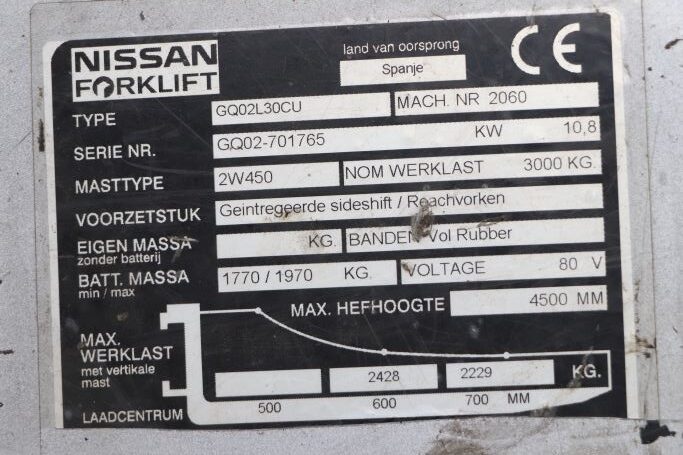 NISSAN
FORKLIFT
land van oorsprong
Spanje
CE
TYPE GQ02L30CU MACH. NR 2060
SERIE NR. GQ02-701765 KW 10,8
MASTTYPE 2W450 NOM WERKLAST 3000 KG.
VOORZETSTUK Geintregeerde sideshift / Reachvorken
EIGEN MASSA KG. BANDEN Vol Rubber
zonder batterij
BATT. MASSA 1770 / 1970 KG. VOLTAGE 80 V
min / max
MAX. HEFHOOGTE 4500 MM
MAX.
WERKLAST
met vertikale
mast
2428 2229 KG.
LAADCENTRUM 500 600 700 MM